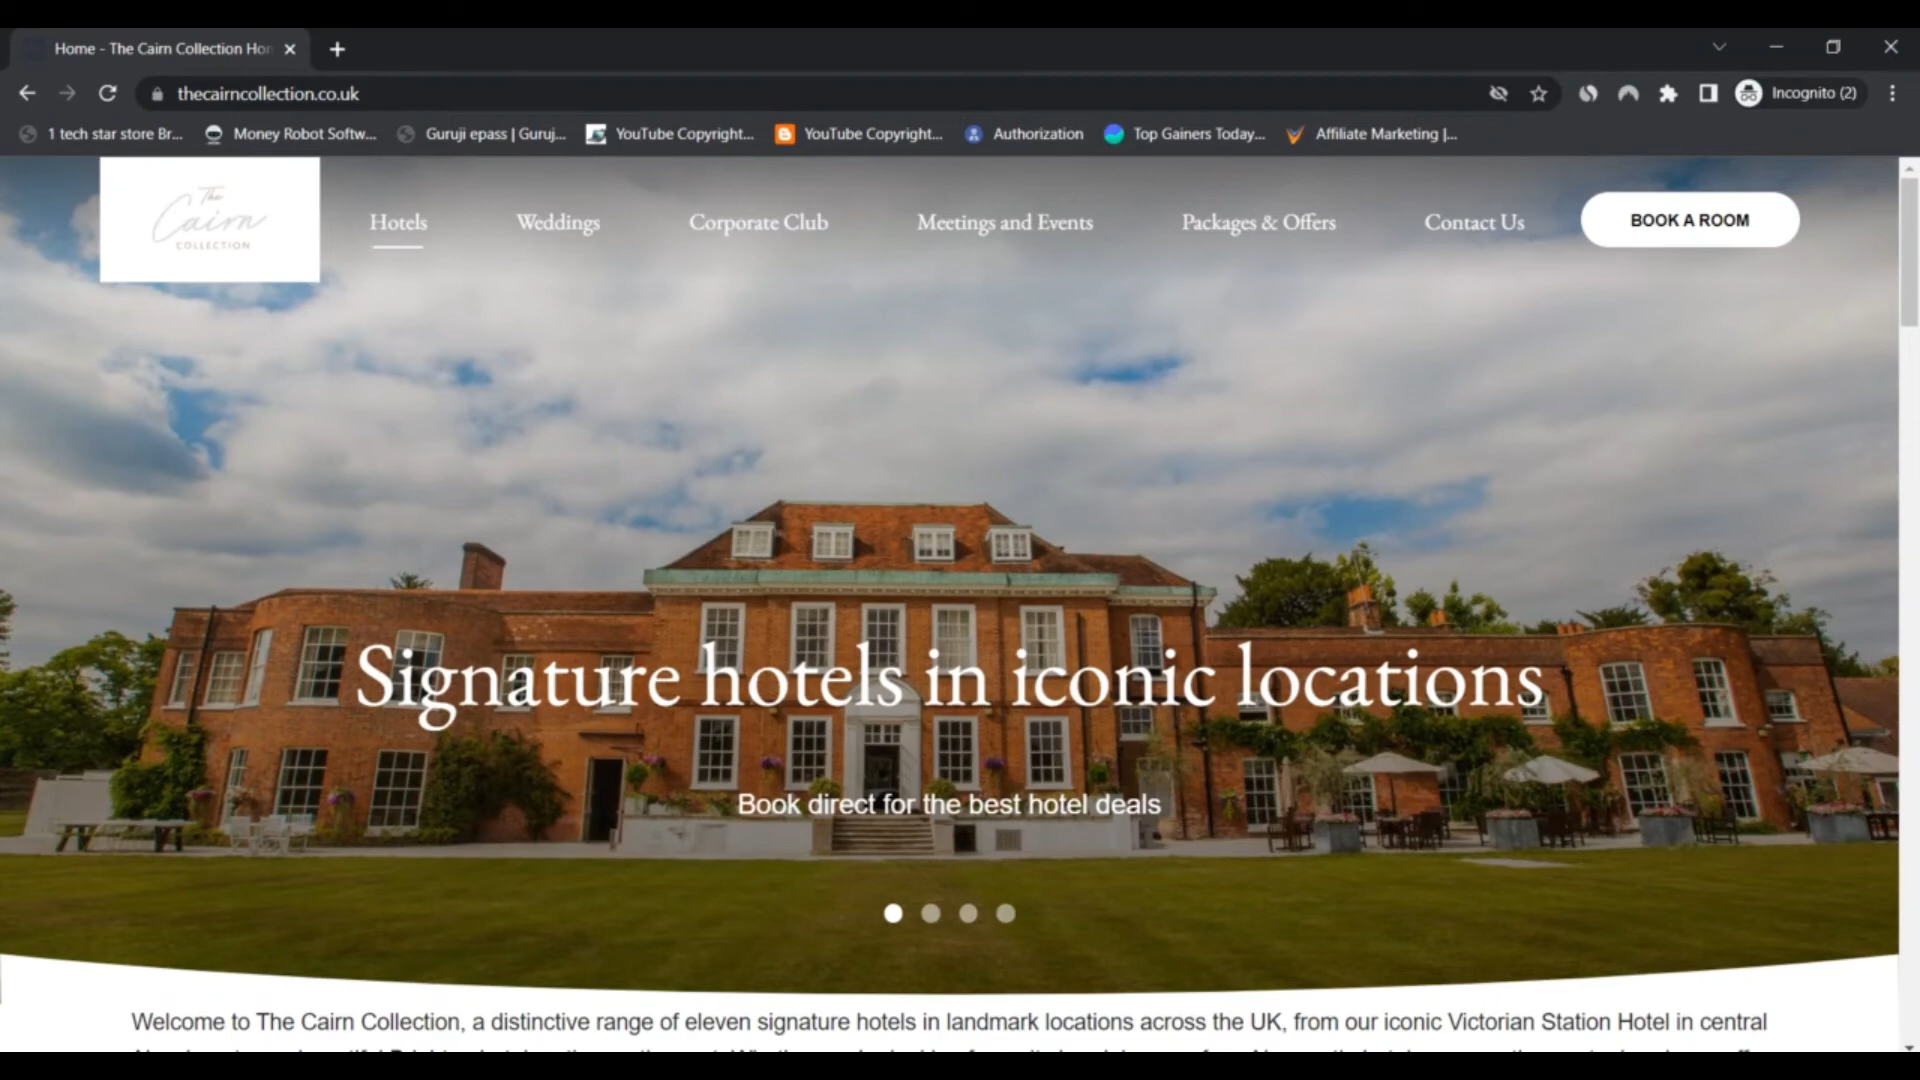 Home - The Cairn Collection Hon
thecairncollection.co.uk
Incognito (2)
1 tech star store Br...
Money Robot Softw...
Guruji epass | Guruj...
YouTube Copyright...
YouTube Copyright...
Authorization
Top Gainers Today...
Affiliate Marketing |...
The
Cairn
COLLECTION
Hotels
Weddings
Corporate Club
Meetings and Events
Packages & Offers
Contact Us
BOOK A ROOM
Signature hotels in iconic locations
Book direct for the best hotel deals
Welcome to The Cairn Collection, a distinctive range of eleven signature hotels in landmark locations across the UK, from our iconic Victorian Station Hotel in central